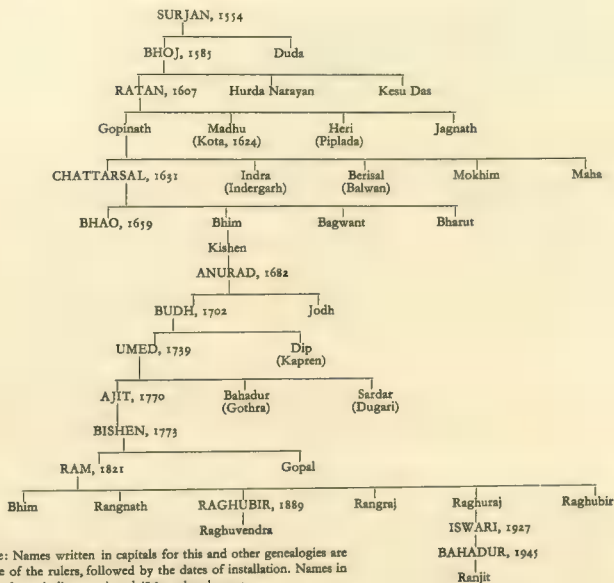 SURJAN, 1554
BHOJ, 1585 Duda
RATAN, 1607 Hurda Narayan Kesu Das
Gopinath Madhu Heri Jagnath
(Kota, 1624) (Piplada)
CHATTARSAL, 1631 Indra Berisal Mokhim Maha
(Indergarh) (Balwan)
BHAO, 1659 Bhim Bagwant Bharut
Kishen
ANURAD, 1682
BUDH, 1702 Jodh
UMED, 1739 Dip
(Kapren)
AJIT, 1770 Bahadur Sardar
(Gothra) (Dugari)
BISHEN, 1773
RAM, 1821 Gopal
Bhim Rangnath RAGHUBIR, 1889 Rangraj Raghuraj Raghubir
Raghuvendra ISWARI, 1927
e: Names written in capitals for this and other genealogies are
e of the rulers, followed by the dates of installation. Names in
BAHADUR, 1945
Ranjit